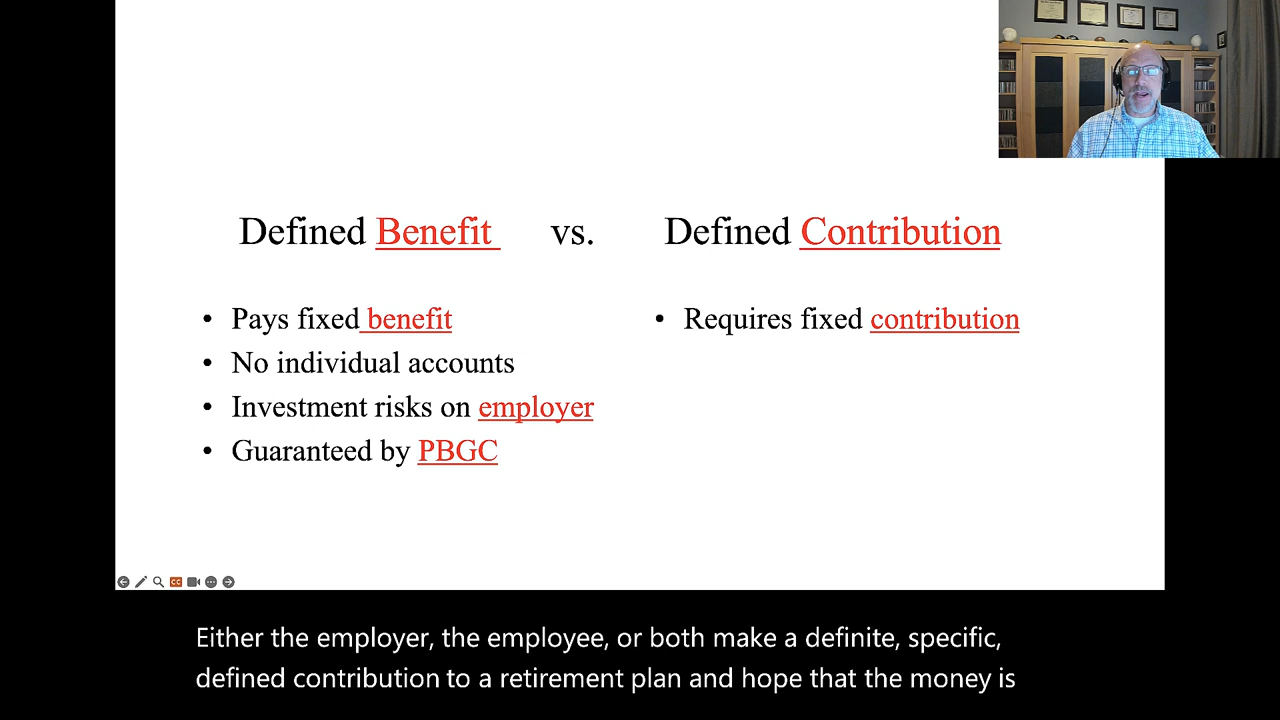 Defined Benefit vs. Defined Contribution
• Pays fixed benefit
• No individual accounts
• Investment risks on employer
• Guaranteed by PBGC
• Requires fixed contribution
CC
Either the employer, the employee, or both make a definite, specific,
defined contribution to a retirement plan and hope that the money is